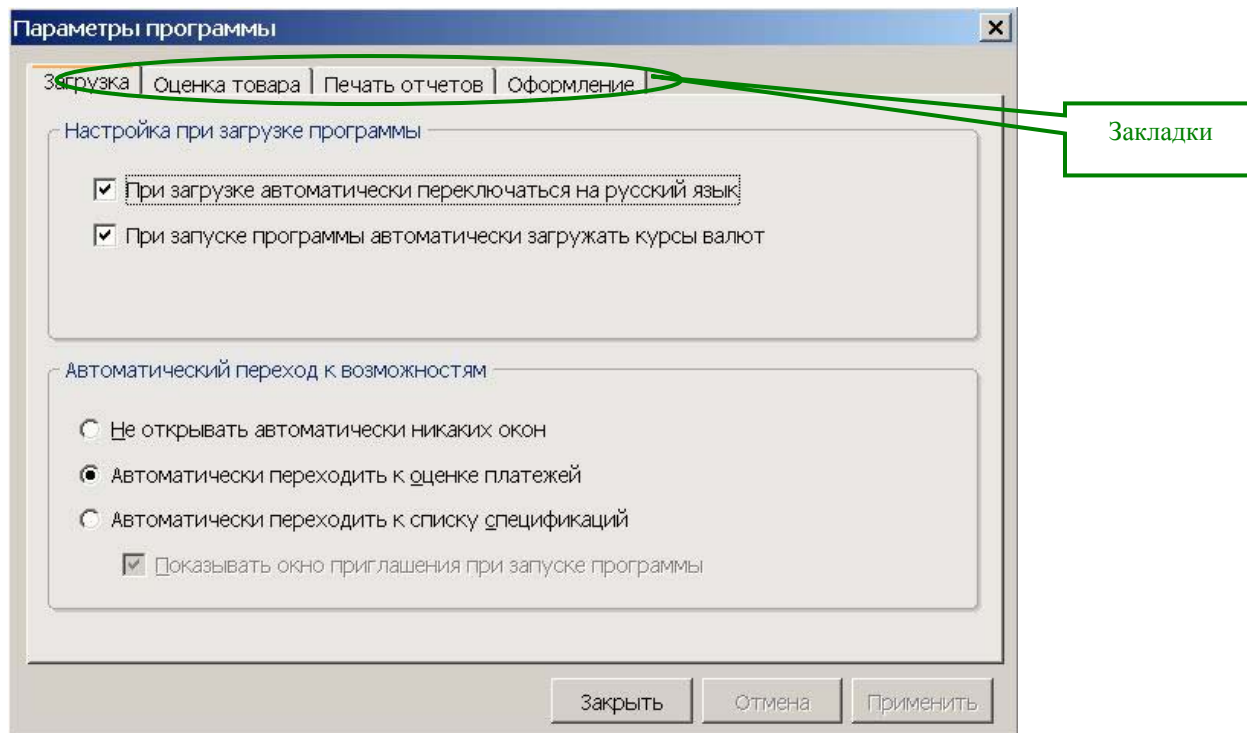 Параметры программы
Загрузка Оценка товара Печать отчетов Оформление
Закладки
Настройка при загрузке программы
При загрузке автоматически переключаться на русский язык
При запуске программы автоматически загружать курсы валют
Автоматический переход к возможностям
Не открывать автоматически никаких окон
Автоматически переходить к оценке платежей
Автоматически переходить к списку спецификаций
Показывать окно приглашения при запуске программы
Закрыть Отмена Применить